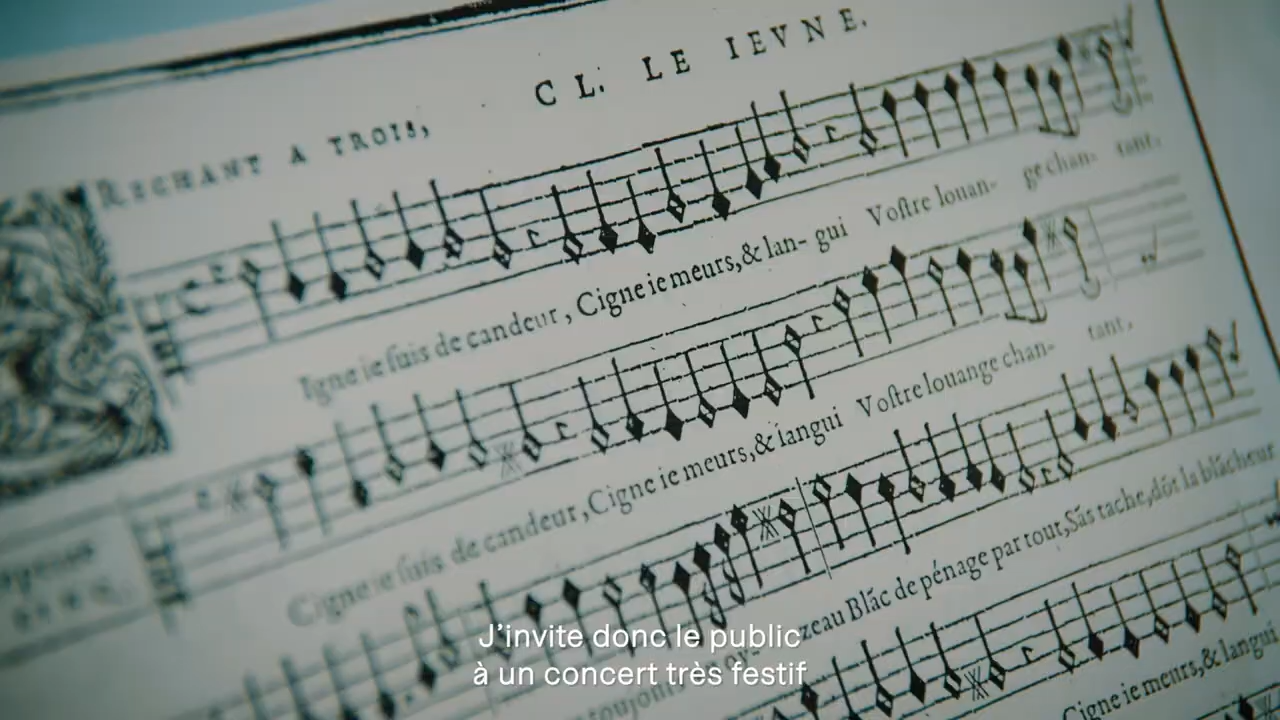 CL. LE IEVNE.
RECHANT A TROIS,
Igne ie ſuis de candeur, Cigne ie meurs, & lan- gui Voſtre louan- ge chan- tant.
Cigne ie ſuis de candeur, Cigne ie meurs, & langui Voſtre louange chan- tant,
toujours zeau Blãc de pénage par tout, Sãs tache, dõt la blãcheur
Cigne ie meurs, & langui
J’invite donc le public
à un concert très festif